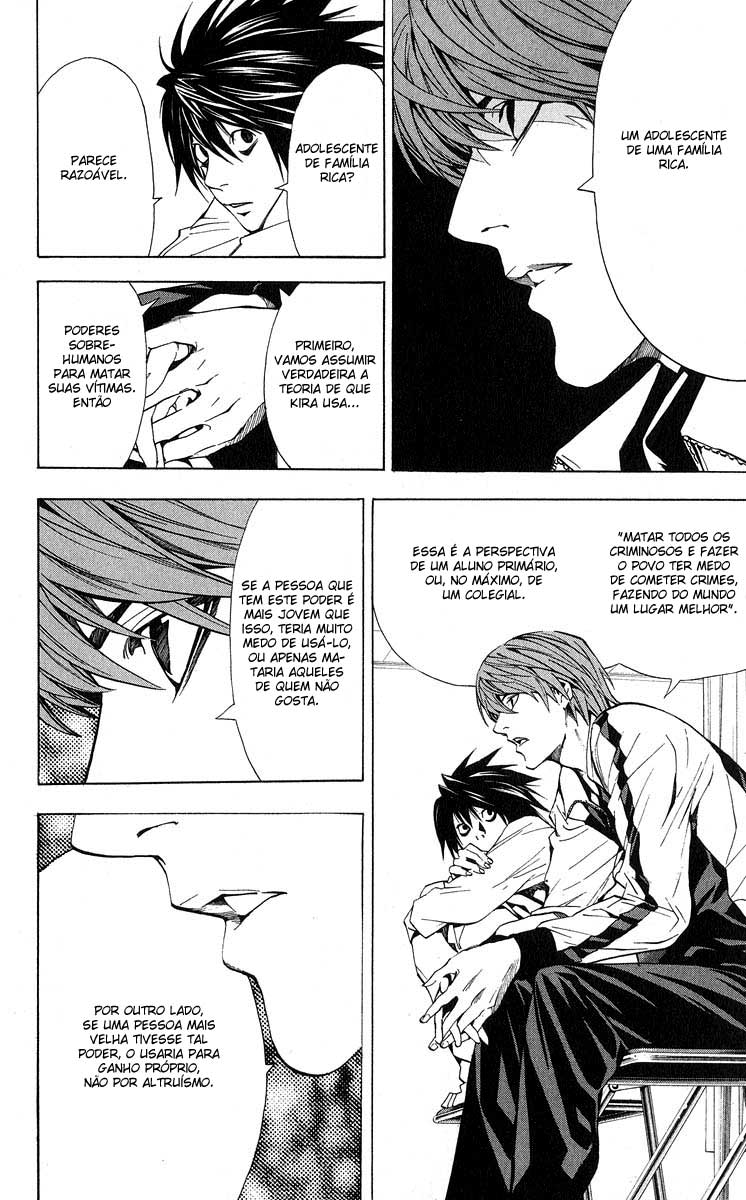 UM ADOLESCENTE
DE UMA FAMÍLIA
RICA.
ADOLESCENTE
DE FAMÍLIA
RICA?
PARECE
RAZOÁVEL.
PRIMEIRO,
VAMOS ASSUMIR
VERDADEIRA A
TEORIA DE QUE
KIRA USA...
PODERES
SOBRE-
HUMANOS
PARA MATAR
SUAS VÍTIMAS.
ENTÃO
"MATAR TODOS OS
CRIMINOSOS E FAZER
O POVO TER MEDO
DE COMETER CRIMES,
FAZENDO DO MUNDO
UM LUGAR MELHOR".
ESSA É A PERSPECTIVA
DE UM ALUNO PRIMÁRIO,
OU, NO MÁXIMO, DE
UM COLEGIAL.
SE A PESSOA QUE
TEM ESTE PODER É
MAIS JOVEM QUE
ISSO, TERIA MUITO
MEDO DE USÁ-LO,
OU APENAS MA-
TARIA AQUELES
DE QUEM NÃO
GOSTA.
POR OUTRO LADO,
SE UMA PESSOA MAIS
VELHA TIVESSE TAL
PODER, O USARIA PARA
GANHO PRÓPRIO,
NÃO POR ALTRUÍSMO.